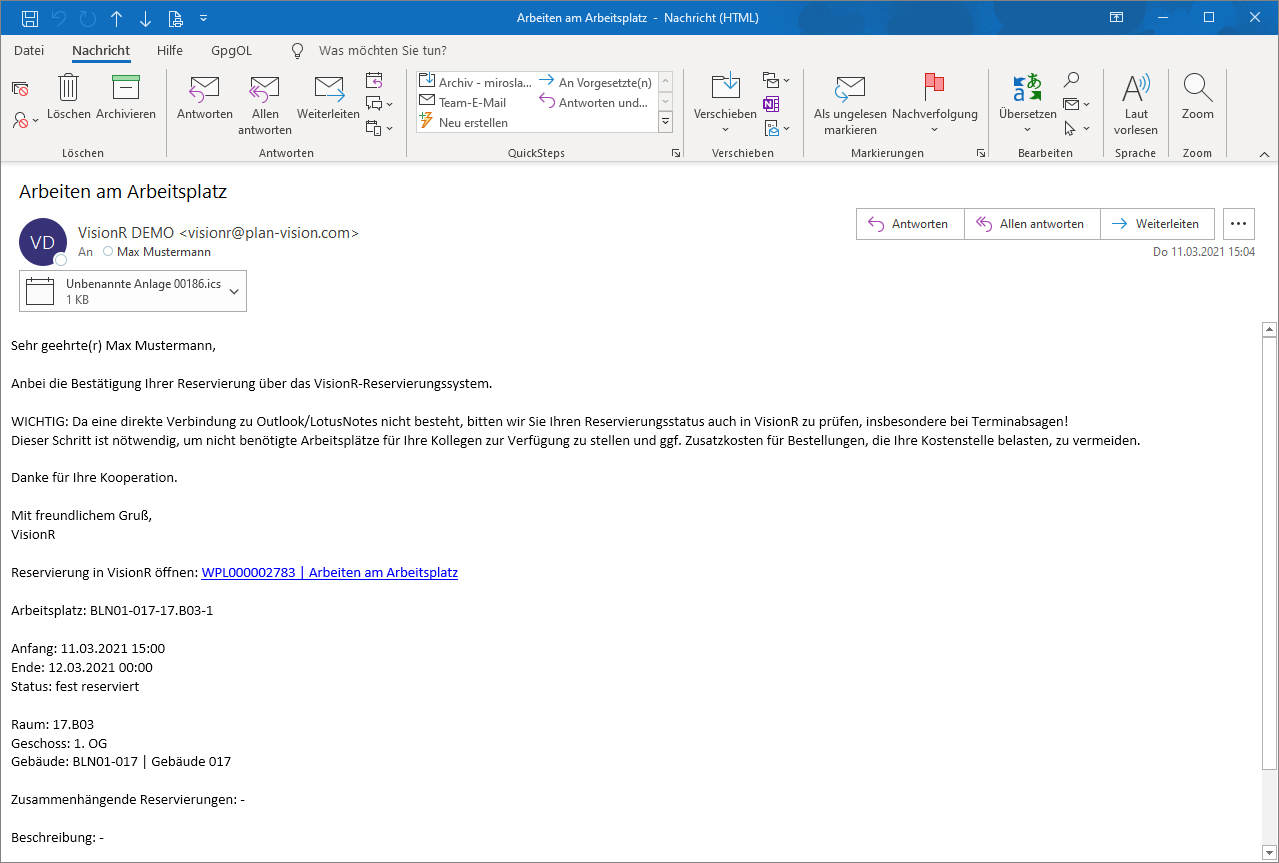 Arbeiten am Arbeitsplatz - Nachricht (HTML)
Datei Nachricht Hilfe GpgOL Was möchten Sie tun?
Löschen Archivieren
Löschen
Antworten Allen antworten Weiterleiten
Antworten
Archiv - mirosla... An Vorgesetzte(n)
Team-E-Mail Antworten und...
Neu erstellen
QuickSteps
Verschieben
Verschieben
Als ungelesen markieren Nachverfolgung
Markierungen
Übersetzen
Bearbeiten
Laut vorlesen
Sprache
Zoom
Zoom
Arbeiten am Arbeitsplatz
VD
VisionR DEMO <visionr@plan-vision.com>
An Max Mustermann
Antworten Allen antworten Weiterleiten
Do 11.03.2021 15:04
Unbenannte Anlage 00186.ics
1 KB
Sehr geehrte(r) Max Mustermann,
Anbei die Bestätigung Ihrer Reservierung über das VisionR-Reservierungssystem.
WICHTIG: Da eine direkte Verbindung zu Outlook/LotusNotes nicht besteht, bitten wir Sie Ihren Reservierungsstatus auch in VisionR zu prüfen, insbesondere bei Terminabsagen!
Dieser Schritt ist nötwendig, um nicht benötigte Arbeitsplätze für Ihre Kollegen zur Verfügung zu stellen und ggf. Zusatzkosten für Bestellungen, die Ihre Kostenstelle belasten, zu vermeiden.
Danke für Ihre Kooperation.
Mit freundlichem Gruß,
VisionR
Reservierung in VisionR öffnen: WPL000002783 | Arbeiten am Arbeitsplatz
Arbeitsplatz: BLN01-017-17.B03-1
Anfang: 11.03.2021 15:00
Ende: 12.03.2021 00:00
Status: fest reserviert
Raum: 17.B03
Geschoss: 1. OG
Gebäude: BLN01-017 | Gebäude 017
Zusammenhängende Reservierungen: -
Beschreibung: -